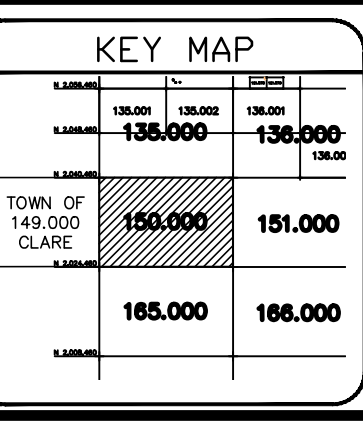 KEY MAP
N 2.056.460
135.001 135.002 136.001
N 2.048.460 135.000 136.000
136.00
N 2.040.460
TOWN OF
149.000 150.000 151.000
CLARE
N 2.024.460
165.000 166.000
N 2.008.460